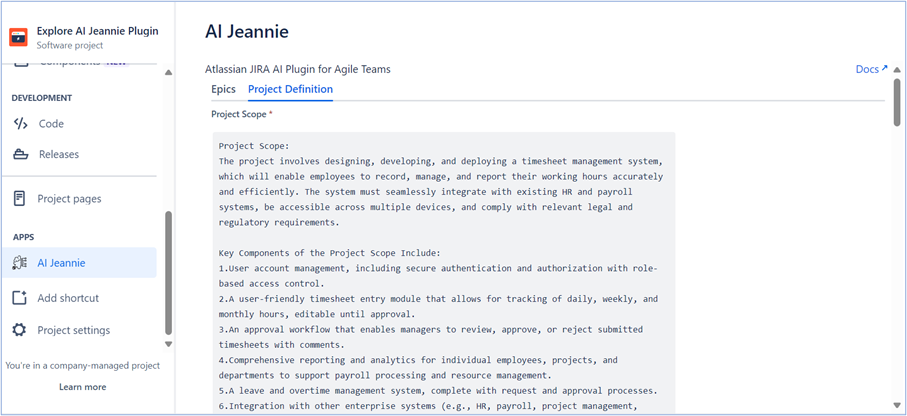 Explore AI Jeannie Plugin
Software project
Components NEW
DEVELOPMENT
Code
Releases
Project pages
APPS
AI Jeannie
Add shortcut
Project settings
You're in a company-managed project
Learn more
AI Jeannie
Atlassian JIRA AI Plugin for Agile Teams
Docs
Epics Project Definition
Project Scope *
Project Scope:
The project involves designing, developing, and deploying a timesheet management system,
which will enable employees to record, manage, and report their working hours accurately
and efficiently. The system must seamlessly integrate with existing HR and payroll
systems, be accessible across multiple devices, and comply with relevant legal and
regulatory requirements.
Key Components of the Project Scope Include:
1.User account management, including secure authentication and authorization with role-
based access control.
2.A user-friendly timesheet entry module that allows for tracking of daily, weekly, and
monthly hours, editable until approval.
3.An approval workflow that enables managers to review, approve, or reject submitted
timesheets with comments.
4.Comprehensive reporting and analytics for individual employees, projects, and
departments to support payroll processing and resource management.
5.A leave and overtime management system, complete with request and approval processes.
6.Integration with other enterprise systems (e.g., HR, payroll, project management,